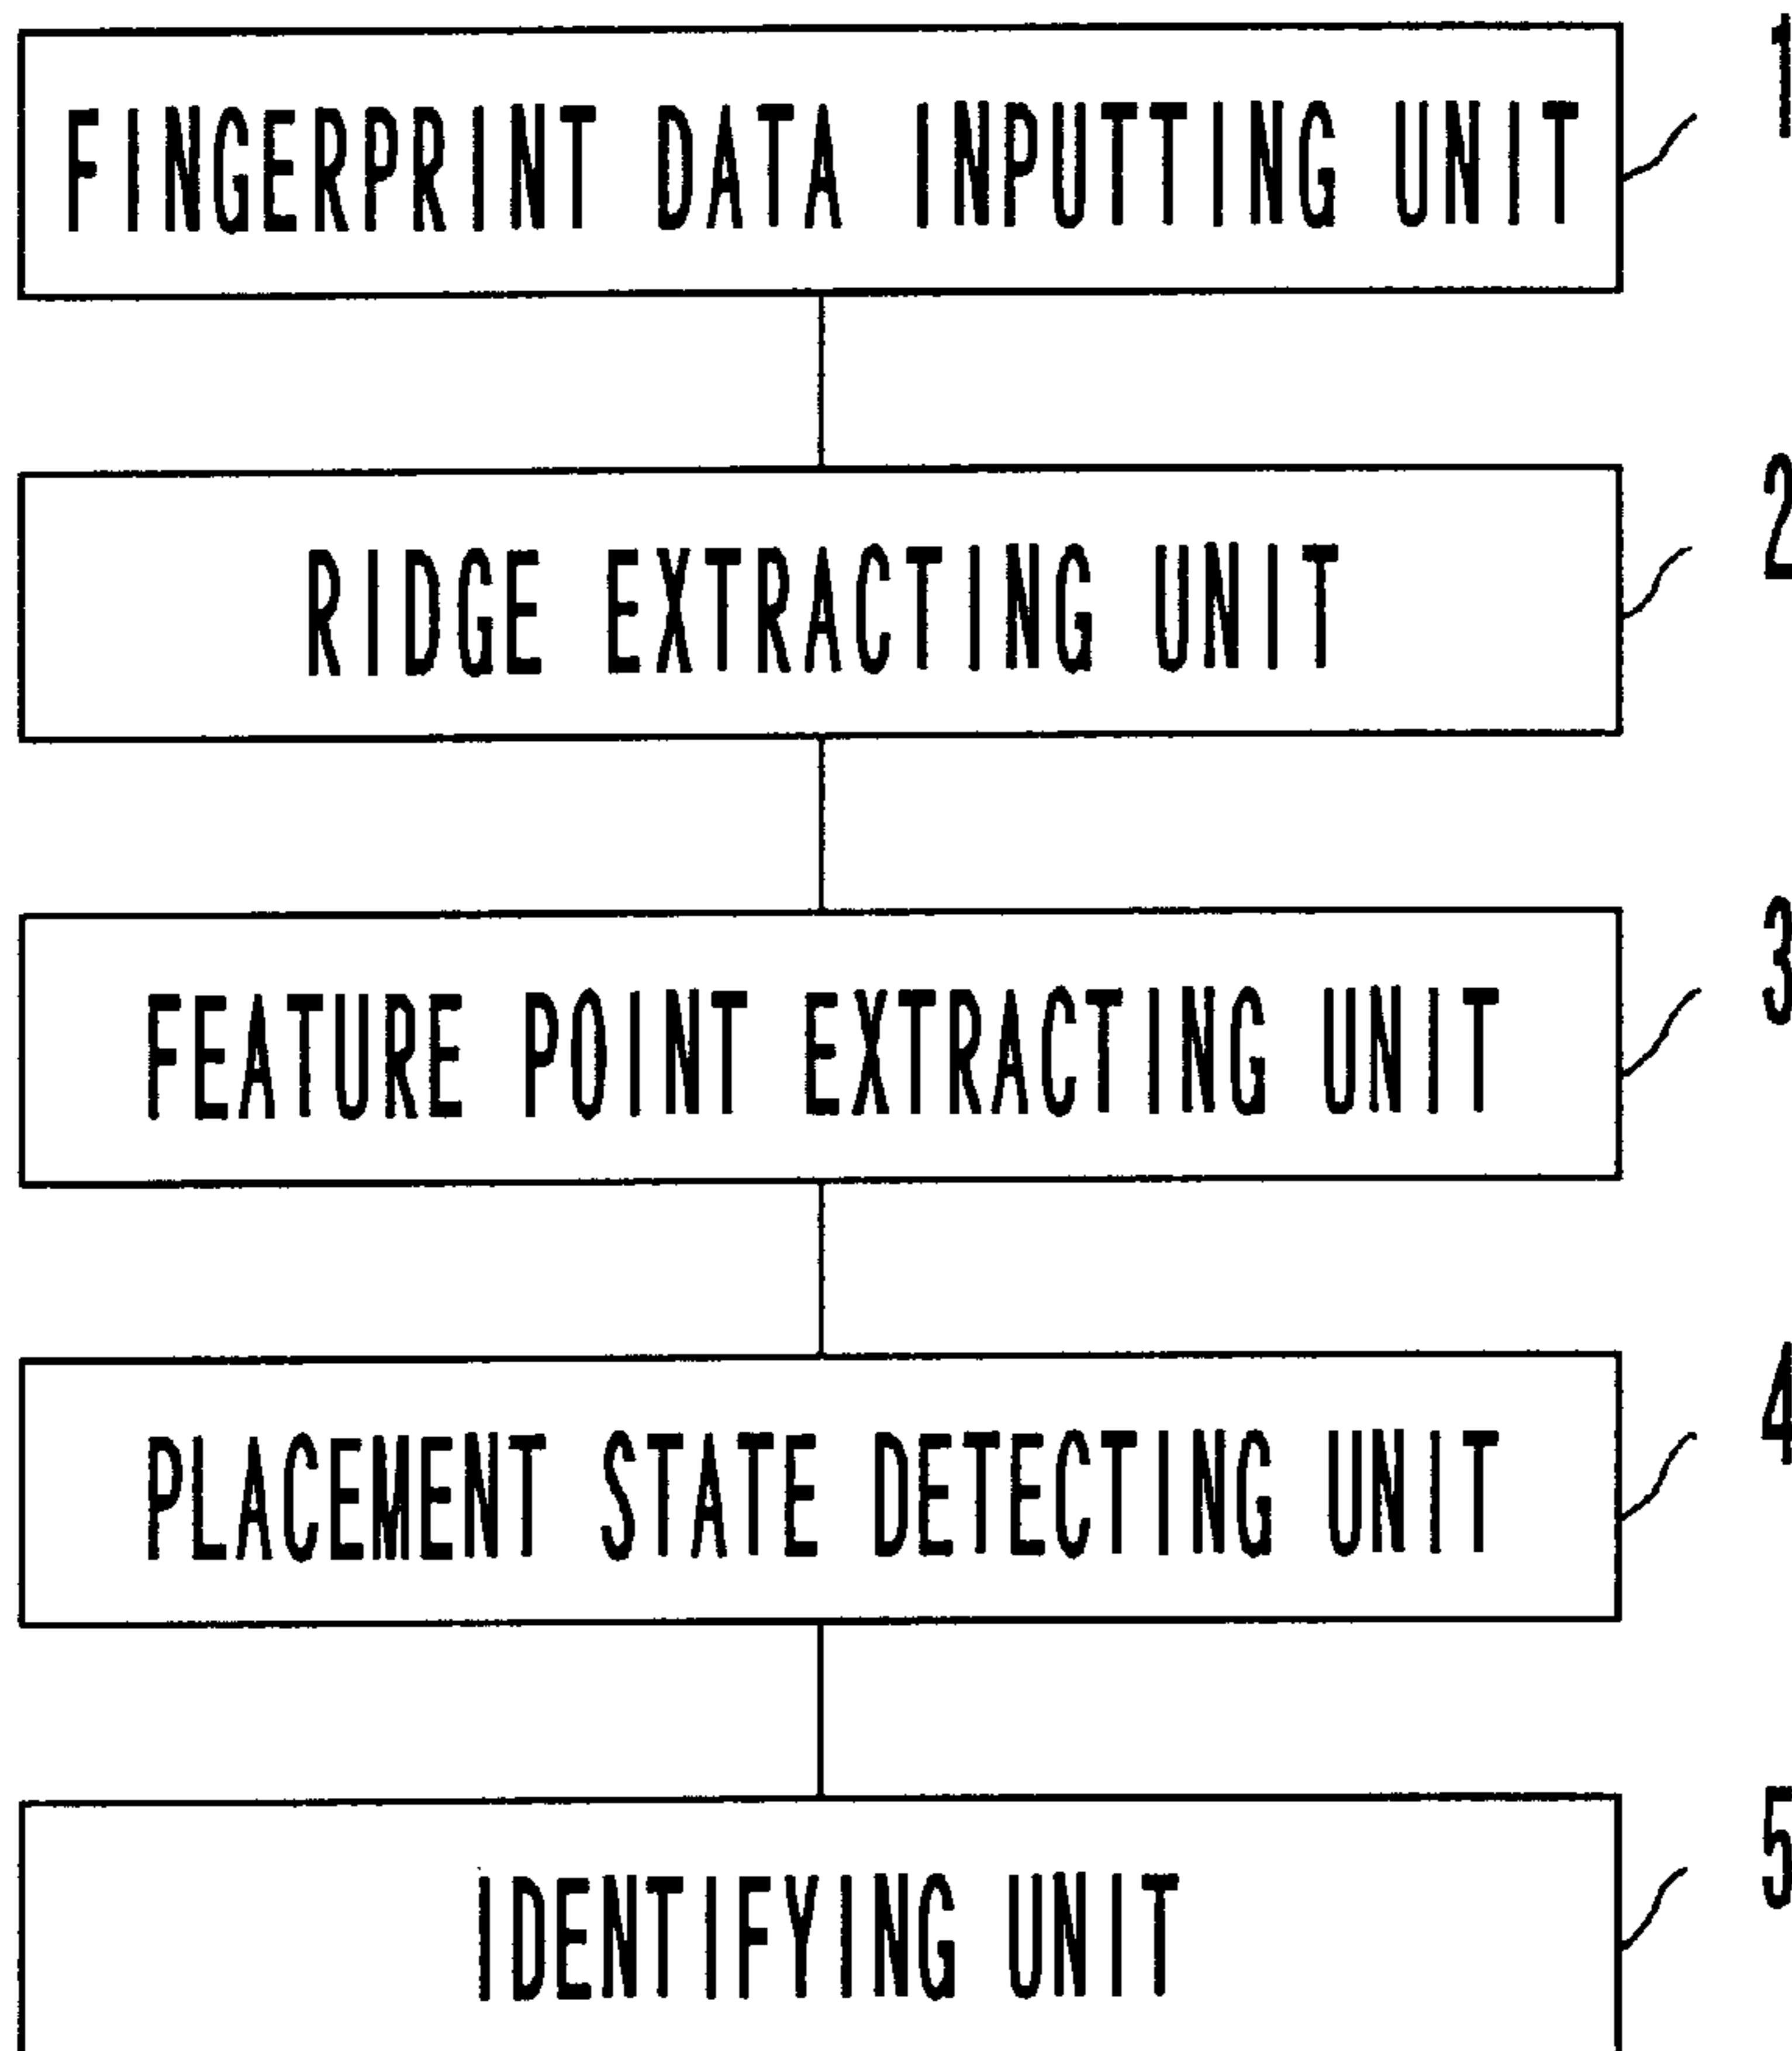 FINGERPRINT DATA INPUTTING UNIT
1
RIDGE EXTRACTING UNIT
2
FEATURE POINT EXTRACTING UNIT
3
PLACEMENT STATE DETECTING UNIT
4
IDENTIFYING UNIT
5